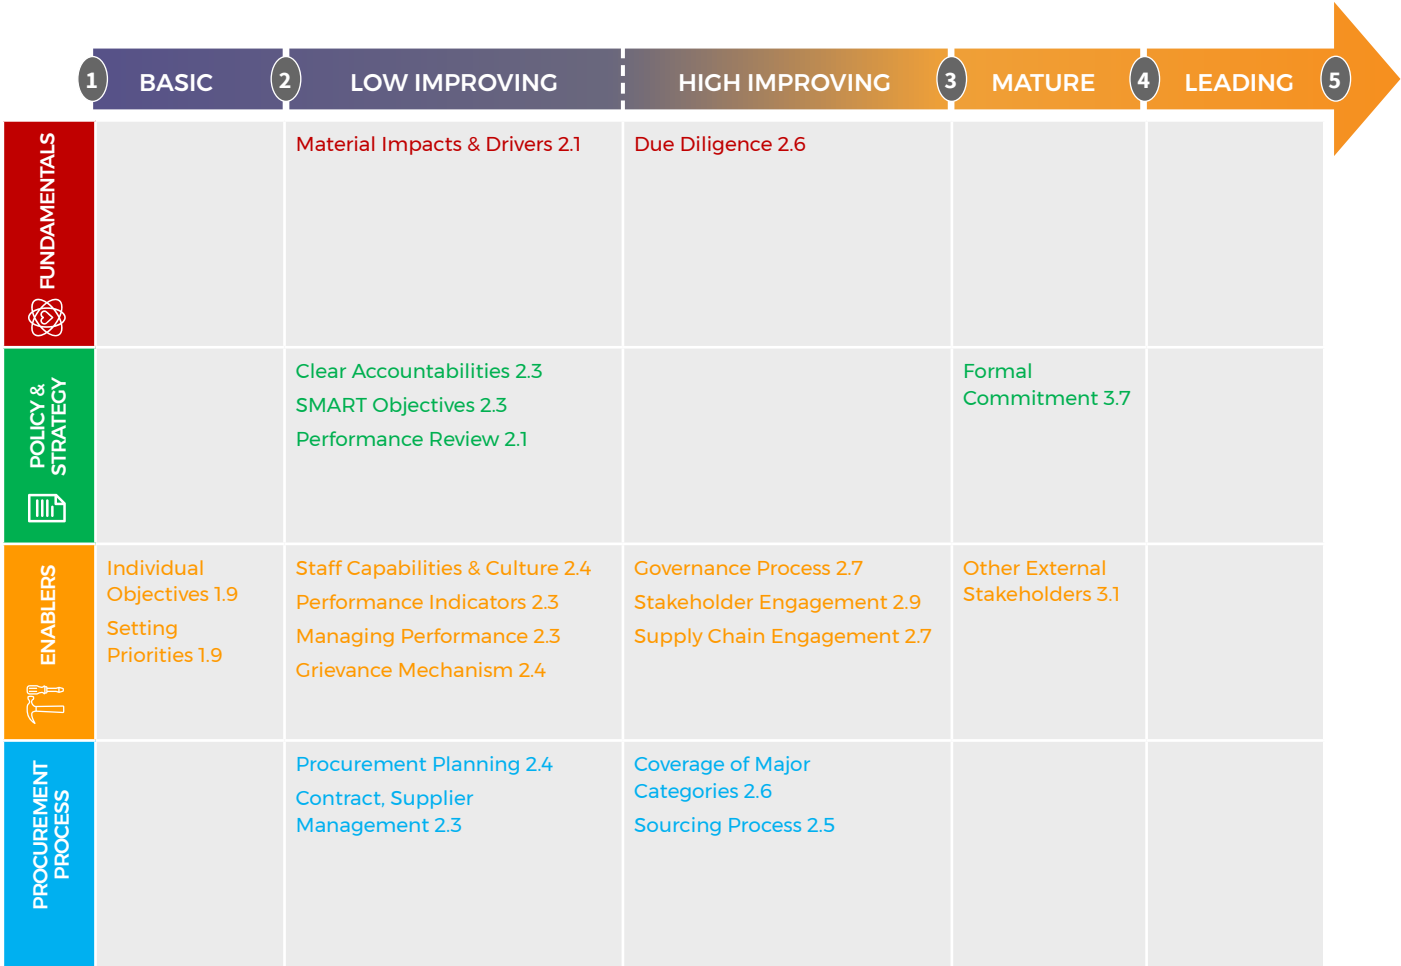 1 BASIC 2 LOW IMPROVING HIGH IMPROVING 3 MATURE 4 LEADING 5
FUNDAMENTALS
Material Impacts & Drivers 2.1
Due Diligence 2.6
POLICY &
STRATEGY
Clear Accountabilities 2.3
SMART Objectives 2.3
Performance Review 2.1
Formal
Commitment 3.7
ENABLERS
Individual
Objectives 1.9
Setting
Priorities 1.9
Staff Capabilities & Culture 2.4
Performance Indicators 2.3
Managing Performance 2.3
Grievance Mechanism 2.4
Governance Process 2.7
Stakeholder Engagement 2.9
Supply Chain Engagement 2.7
Other External
Stakeholders 3.1
PROCUREMENT
PROCESS
Procurement Planning 2.4
Contract, Supplier
Management 2.3
Coverage of Major
Categories 2.6
Sourcing Process 2.5